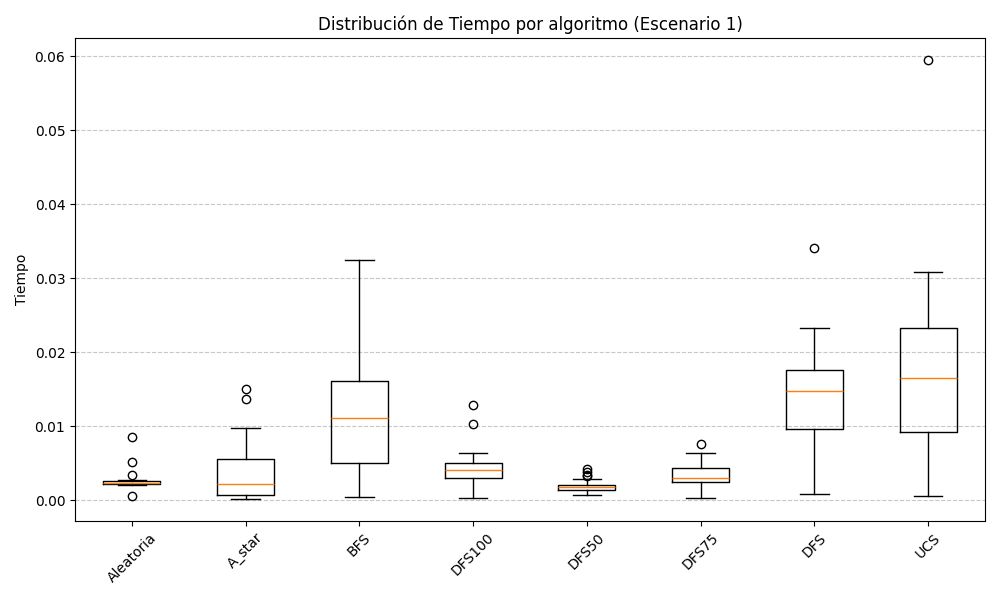 Distribución de Tiempo por algoritmo (Escenario 1)
Tiempo
0.06
0.05
0.04
0.03
0.02
0.01
0.00
Aleatoria
A_star
BFS
DFS100
DFS50
DFS75
DFS
UCS